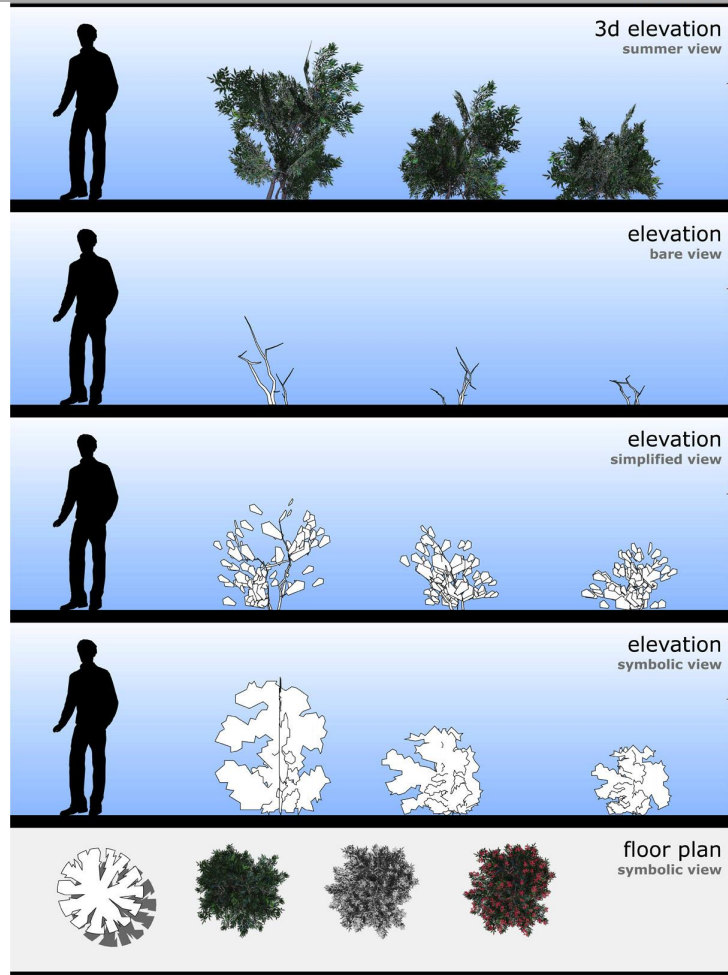 3d elevation
summer view
elevation
bare view
elevation
simplified view
elevation
symbolic view
floor plan
symbolic view